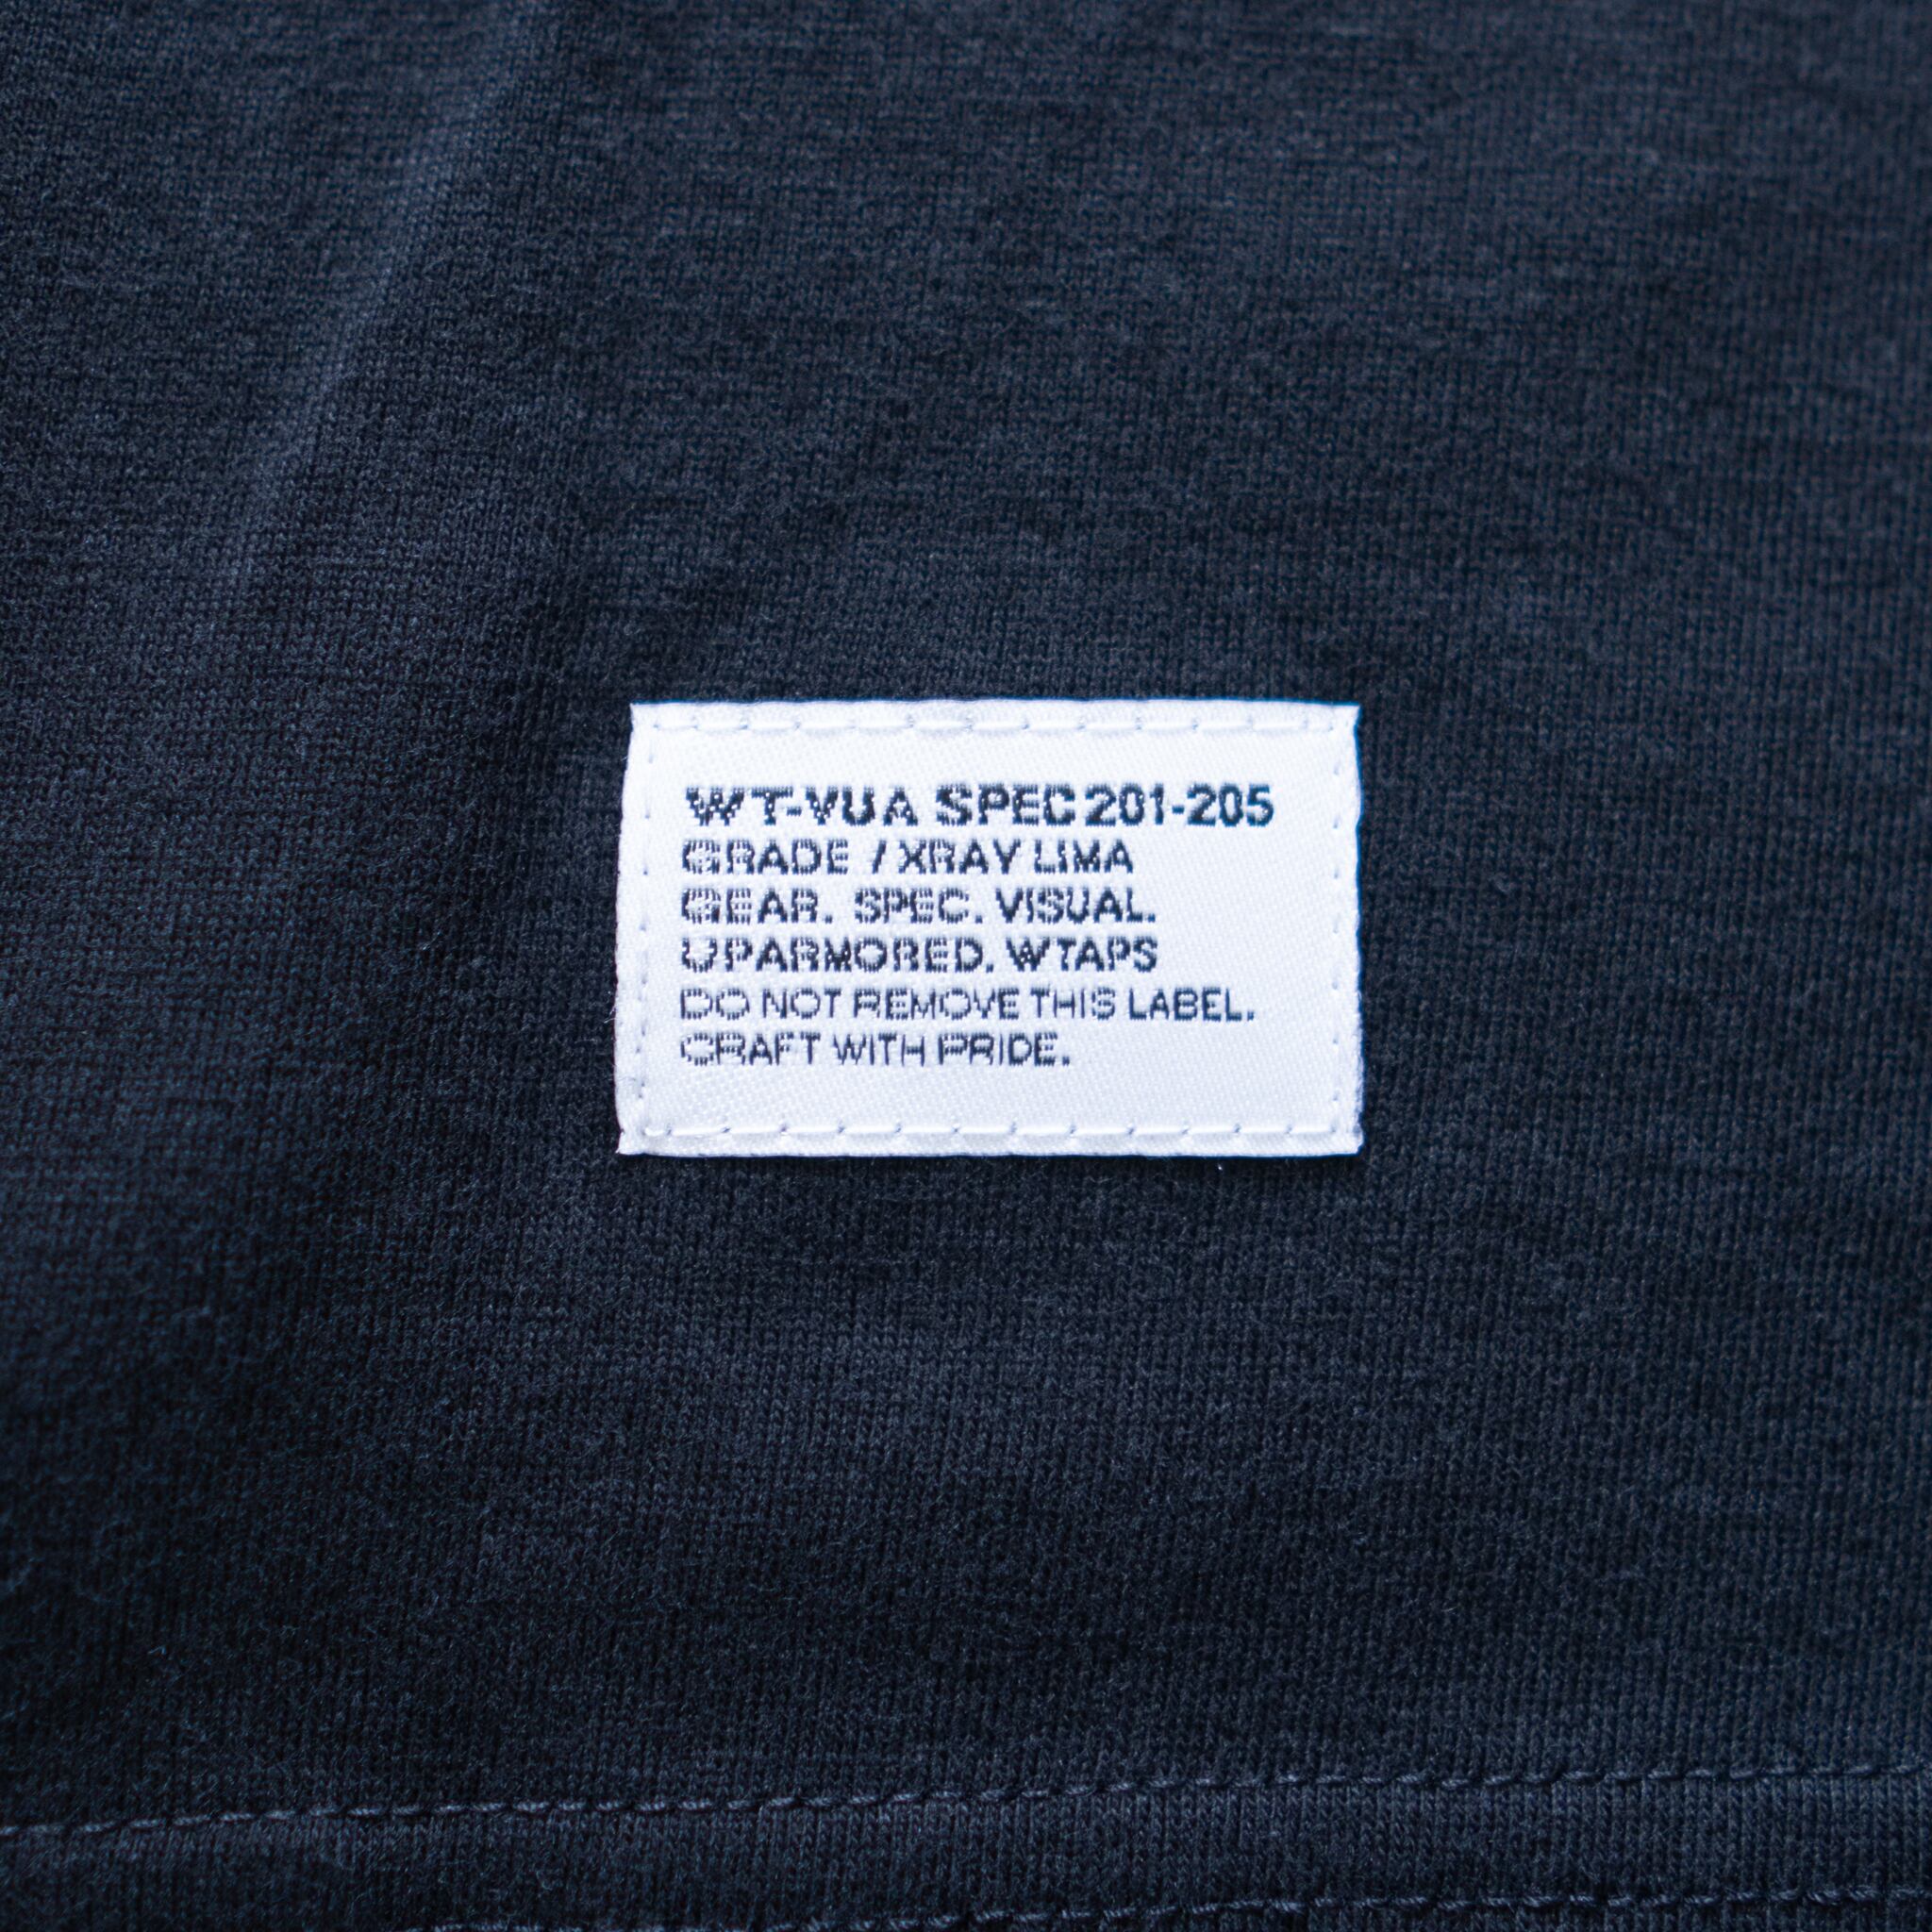 WT-VUA SPEC 201-205
GRADE / XRAY LIMA
GEAR. SPEC. VISUAL.
UPARMORED. WTAPS
DO NOT REMOVE THIS LABEL.
CRAFT WITH PRIDE.